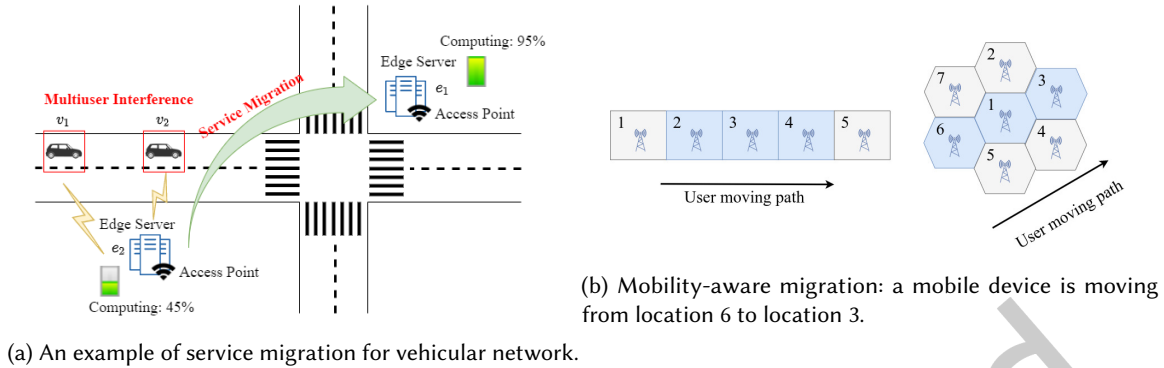 Computing: 95%
Edge Server
e₁
Access Point
Service Migration
Multiuser Interference
v₁
v₂
Edge Server
e₂
Access Point
Computing: 45%
(a) An example of service migration for vehicular network.
1
2
3
4
5
User moving path
2
7
3
1
6
4
5
User moving path
(b) Mobility-aware migration: a mobile device is moving
from location 6 to location 3.